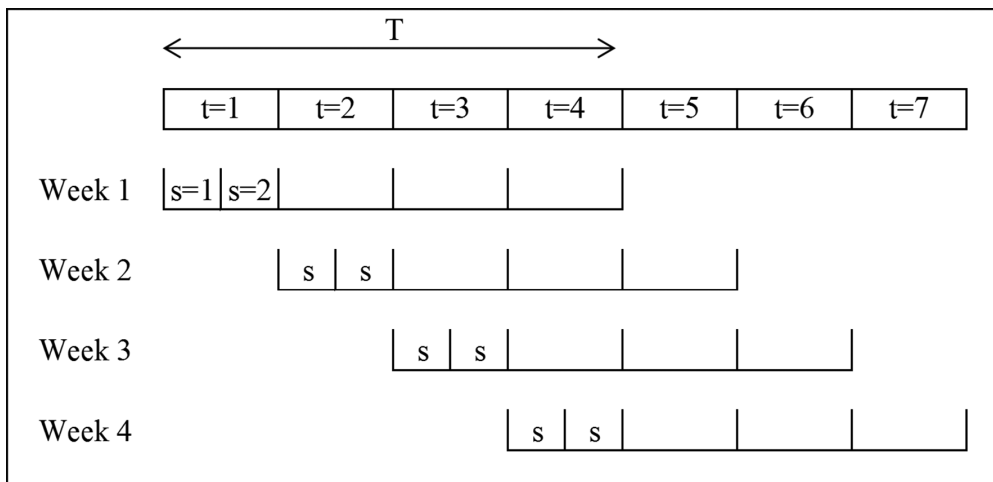 T
t=1 t=2 t=3 t=4 t=5 t=6 t=7
Week 1 s=1 s=2
Week 2 s s
Week 3 s s
Week 4 s s